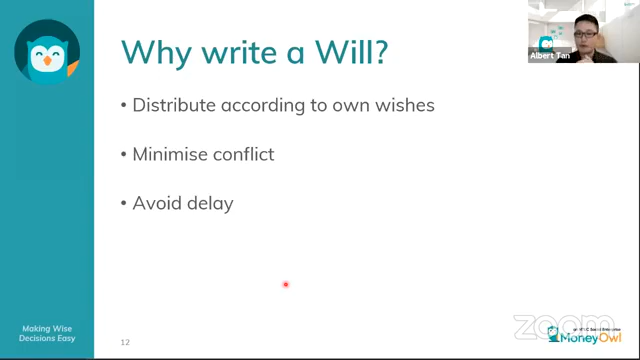 Why write a Will?
Albert Tan
• Distribute according to own wishes
• Minimise conflict
• Avoid delay
Making Wise
Decisions Easy
12
zoom
MoneyOwl